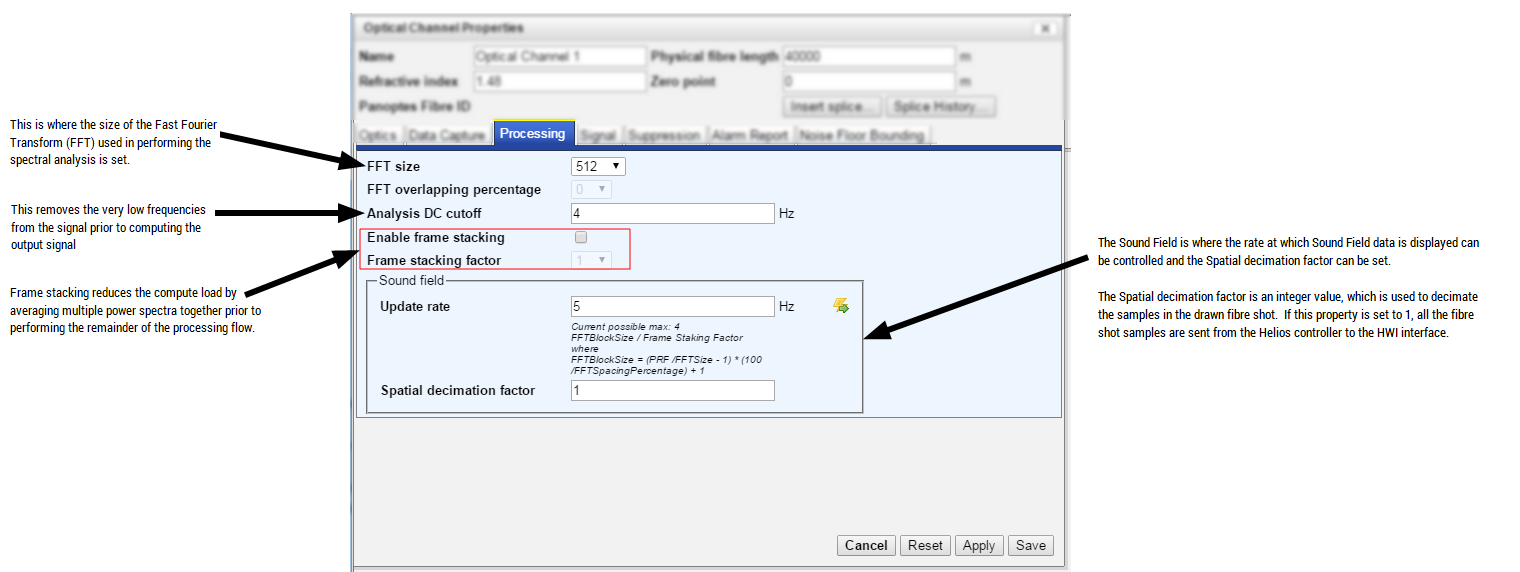 Optical Channel Properties
Name Optical Channel 1 Physical fibre length 40000 m
Refractive index 1.48 Zero point 0 m
Panoptes Fibre ID Insert splice... Splice History...
Optics Data Capture Processing Signal Suppression Alarm Report Noise Floor Bounding
This is where the size of the Fast Fourier
Transform (FFT) used in performing the
spectral analysis is set.
This removes the very low frequencies
from the signal prior to computing the
output signal
Frame stacking reduces the compute load by
averaging multiple power spectra together prior to
performing the remainder of the processing flow.
FFT size 512
FFT overlapping percentage 0
Analysis DC cutoff 4 Hz
Enable frame stacking
Frame stacking factor 1
Sound field
Update rate 5 Hz
Current possible max: 4
FFTBlockSize / Frame Staking Factor
where
FFTBlockSize = (PRF /FFTSize - 1) * (100
/FFTSpacingPercentage) + 1
Spatial decimation factor 1
The Sound Field is where the rate at which Sound Field data is displayed can
be controlled and the Spatial decimation factor can be set.
The Spatial decimation factor is an integer value, which is used to decimate
the samples in the drawn fibre shot. If this property is set to 1, all the fibre
shot samples are sent from the Helios controller to the HWI interface.
Cancel Reset Apply Save